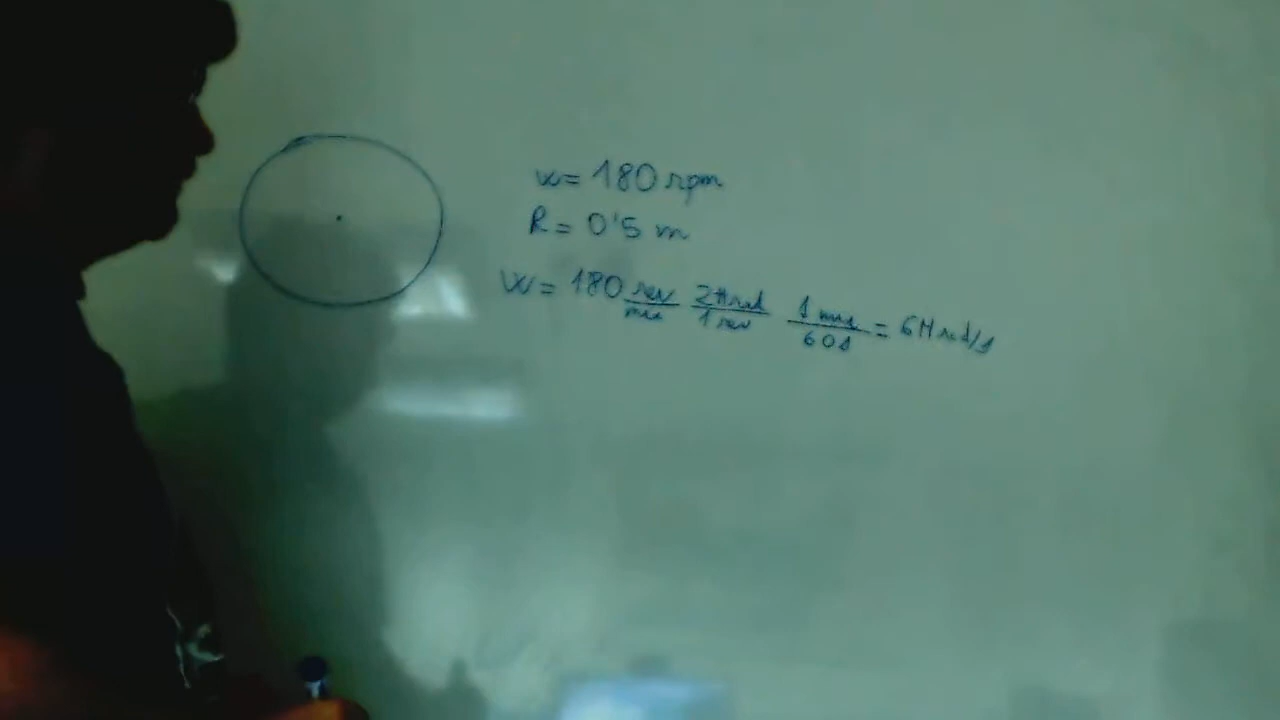 w = 180 rpm
R = 0'5 m
W = 180 rev/min 2π rad/1 rev 1 min/60 s = 6π rad/s